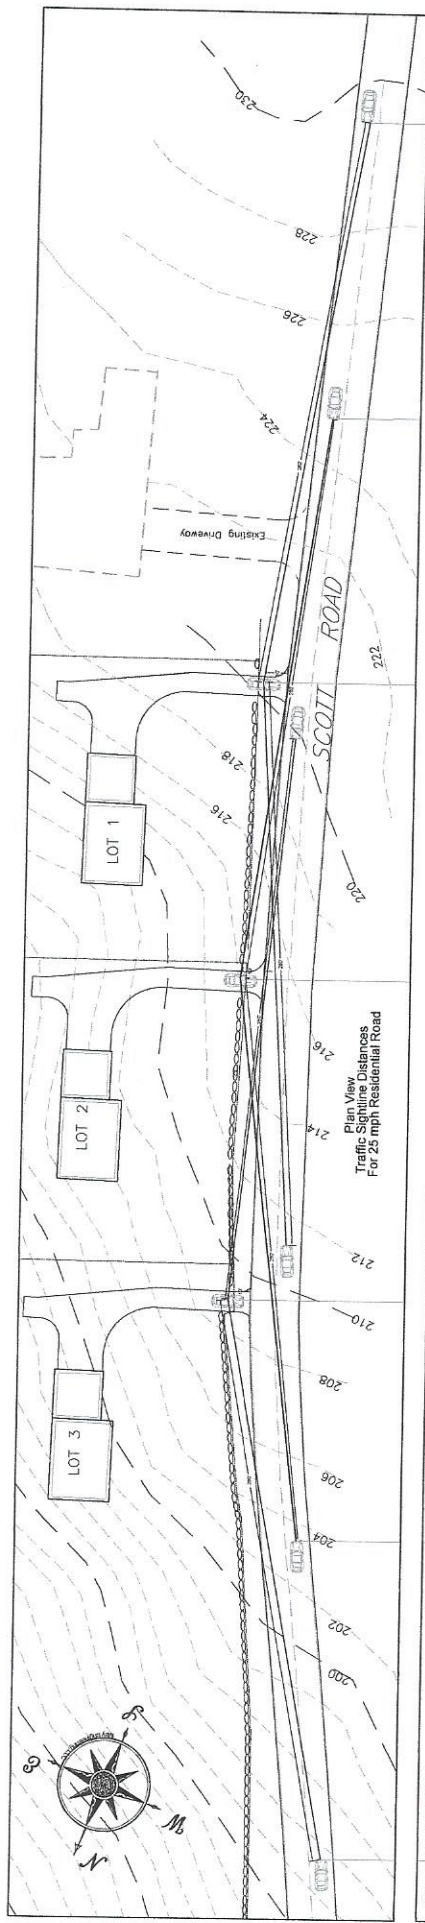 230
228
226
224
Existing Driveway
SCOTT ROAD
222
218
216
220
LOT 1
216
214
212
210
LOT 2
Plan View
Traffic Sightline Distances
For 25 mph Residential Road
208
206
204
202
200
LOT 3
N
E
S
W